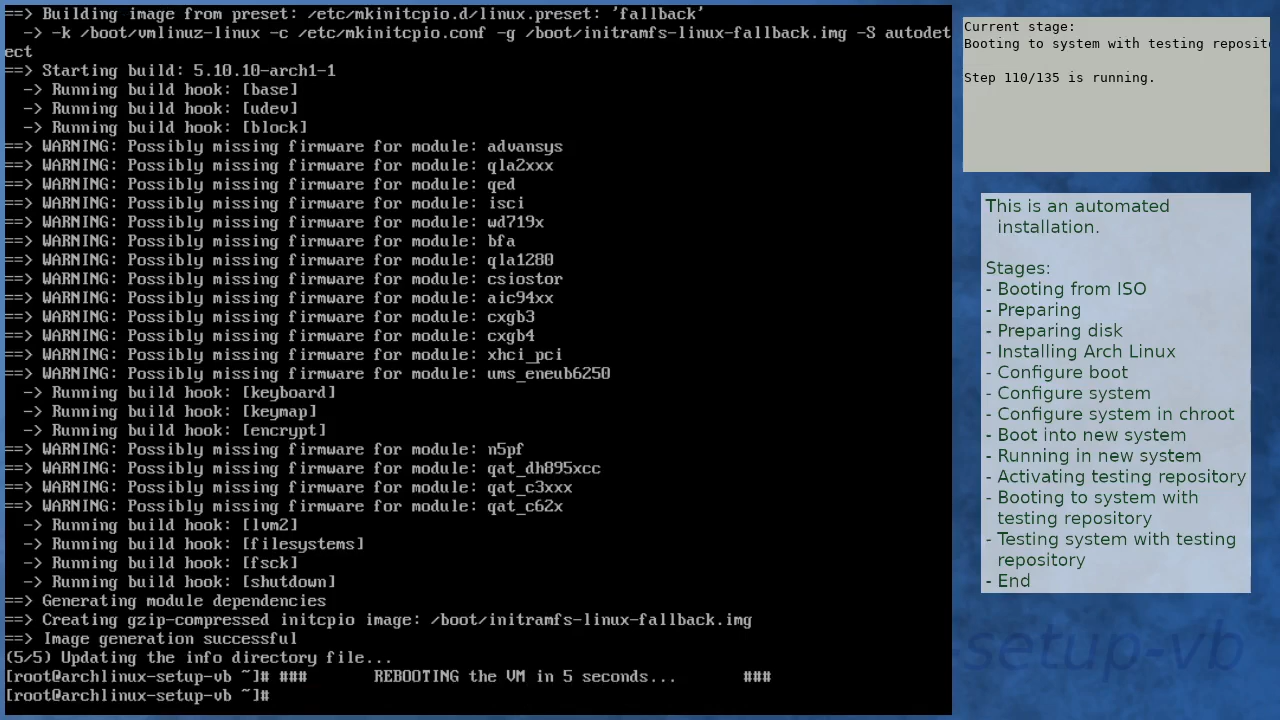 ==> Building image from preset: /etc/mkinitcpio.d/linux.preset: 'fallback'
  -> -k /boot/vmlinuz-linux -c /etc/mkinitcpio.conf -g /boot/initramfs-linux-fallback.img -S autodet
ect
==> Starting build: 5.10.10-arch1-1
  -> Running build hook: [base]
  -> Running build hook: [udev]
  -> Running build hook: [block]
==> WARNING: Possibly missing firmware for module: advansys
==> WARNING: Possibly missing firmware for module: qla2xxx
==> WARNING: Possibly missing firmware for module: qed
==> WARNING: Possibly missing firmware for module: isci
==> WARNING: Possibly missing firmware for module: wd719x
==> WARNING: Possibly missing firmware for module: bfa
==> WARNING: Possibly missing firmware for module: qla1280
==> WARNING: Possibly missing firmware for module: csiostor
==> WARNING: Possibly missing firmware for module: aic94xx
==> WARNING: Possibly missing firmware for module: cxgb3
==> WARNING: Possibly missing firmware for module: cxgb4
==> WARNING: Possibly missing firmware for module: xhci_pci
==> WARNING: Possibly missing firmware for module: ums_eneub6250
  -> Running build hook: [keyboard]
  -> Running build hook: [keymap]
  -> Running build hook: [encrypt]
==> WARNING: Possibly missing firmware for module: n5pf
==> WARNING: Possibly missing firmware for module: qat_dh895xcc
==> WARNING: Possibly missing firmware for module: qat_c3xxx
==> WARNING: Possibly missing firmware for module: qat_c62x
  -> Running build hook: [lvm2]
  -> Running build hook: [filesystems]
  -> Running build hook: [fsck]
  -> Running build hook: [shutdown]
==> Generating module dependencies
==> Creating gzip-compressed initcpio image: /boot/initramfs-linux-fallback.img
==> Image generation successful
(5/5) Updating the info directory file...
[root@archlinux-setup-vb ~]# ###       REBOOTING the VM in 5 seconds...       ###
[root@archlinux-setup-vb ~]#
Current stage:
Booting to system with testing reposito
Step 110/135 is running.
This is an automated
installation.
Stages:
- Booting from ISO
- Preparing
- Preparing disk
- Installing Arch Linux
- Configure boot
- Configure system
- Configure system in chroot
- Boot into new system
- Running in new system
- Activating testing repository
- Booting to system with
testing repository
- Testing system with testing
repository
- End
-setup-vb